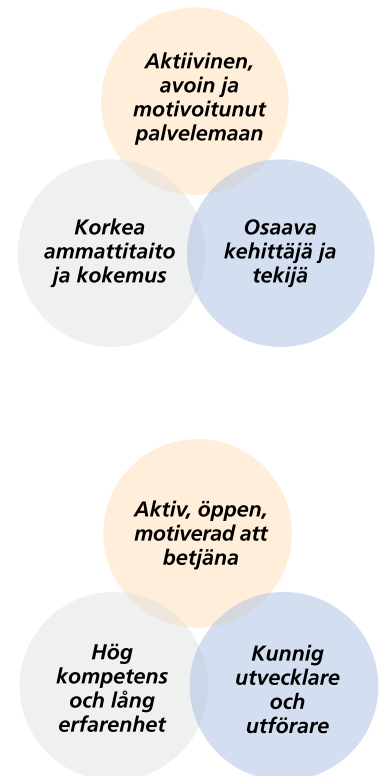 Aktiivinen,
avoin ja
motivoitunut
palvelemaan
Korkea
ammattitaito
ja kokemus
Osaava
kehittäjä ja
tekijä
Aktiv, öppen,
motiverad att
betjäna
Hög
kompetens
och lång
erfarenhet
Kunnig
utvecklare
och
utförare